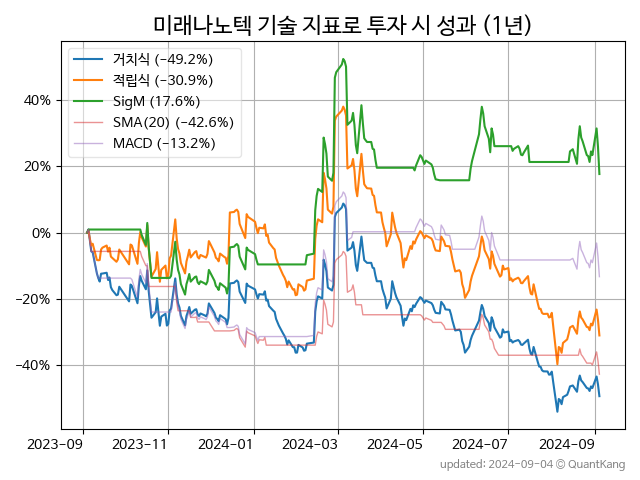 미래나노텍 기술 지표로 투자 시 성과 (1년)
거치식 (−49.2%)
적립식 (−30.9%)
SigM (17.6%)
SMA(20) (−42.6%)
MACD (−13.2%)
40%
20%
0%
−20%
−40%
2023-09 2023-11 2024-01 2024-03 2024-05 2024-07 2024-09
updated: 2024-09-04 © QuantKang